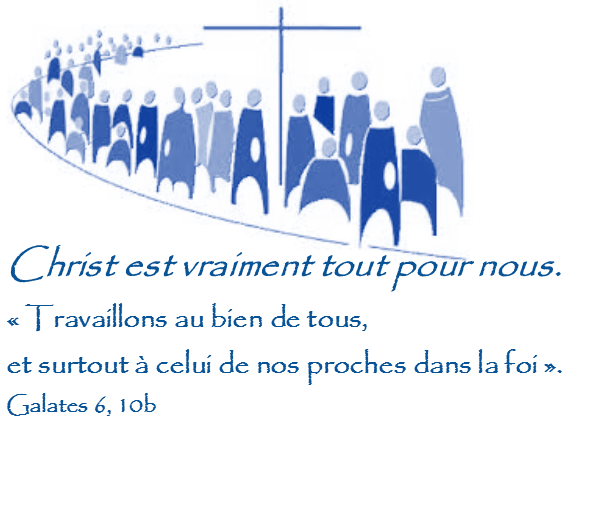 Christ est vraiment tout pour nous.
« Travaillons au bien de tous,
et surtout à celui de nos proches dans la foi ».
Galates 6, 10b